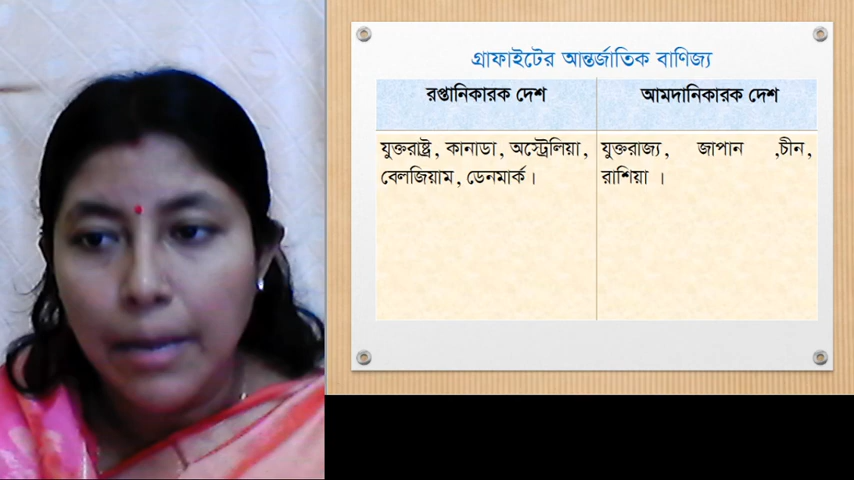 গ্রাফাইটের আন্তর্জাতিক বাণিজ্য
রপ্তানিকারক দেশ
আমদানিকারক দেশ
যুক্তরাষ্ট্র, কানাডা, অস্ট্রেলিয়া,
বেলজিয়াম, ডেনমার্ক।
যুক্তরাজ্য, জাপান ,চীন,
রাশিয়া ।